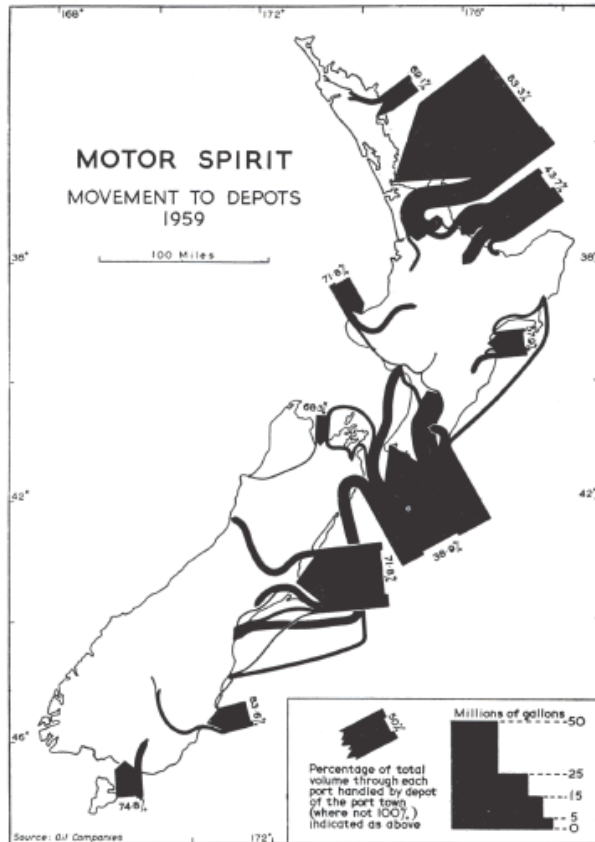 168° 172° 176°
69·1%
83·3%
MOTOR SPIRIT
MOVEMENT TO DEPOTS
1959
43·7%
100 Miles
38° 38°
71·8%
42° 42°
38·9%
71·8%
83·6%
46°
74·8%
50%
Percentage of total
volume through each
port handled by depot
of the port town
(where not 100%)
indicated as above
Millions of gallons
50
25
15
5
0
Source: Oil Companies
172°